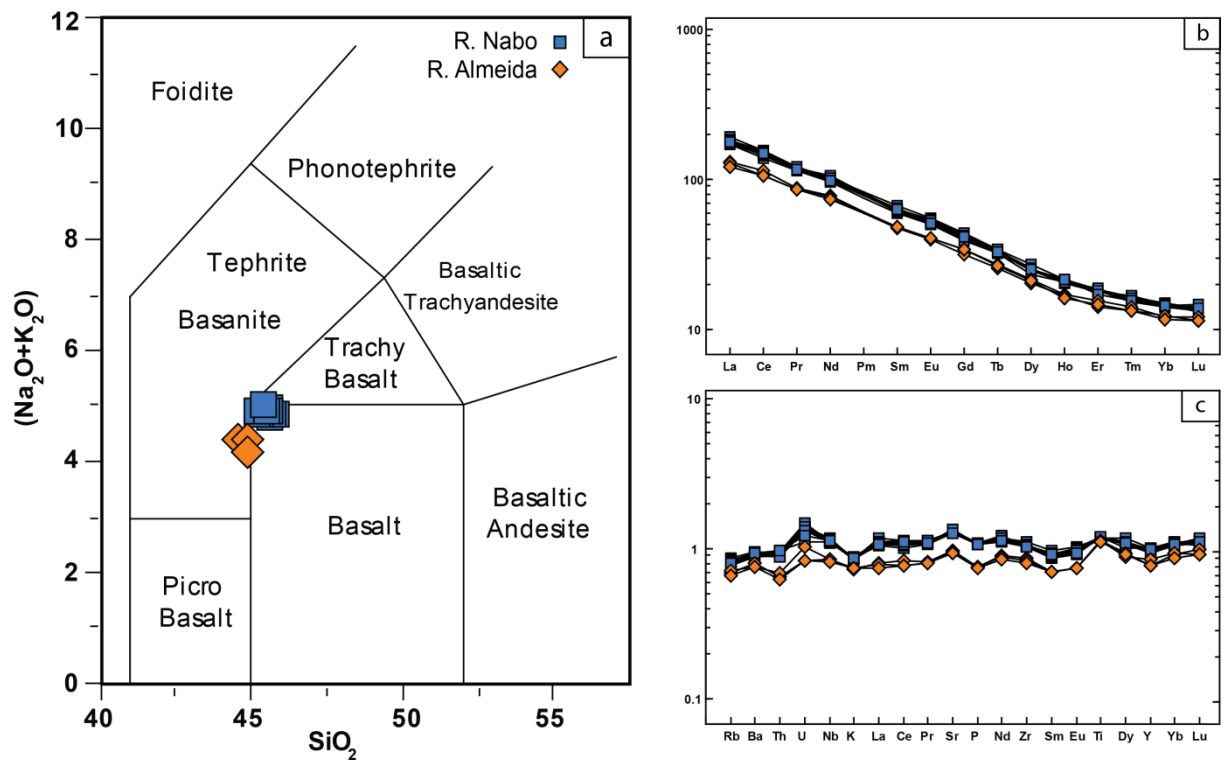 12
10
8
6
4
2
0
(Na₂O+K₂O)
R. Nabo
R. Almeida
a
Foidite
Phonotephrite
Tephrite
Basanite
Basaltic
Trachyandesite
Trachy
Basalt
Basalt
Basaltic
Andesite
Picro
Basalt
40
45
50
55
SiO₂
b
1000
100
10
La Ce Pr Nd Pm Sm Eu Gd Tb Dy Ho Er Tm Yb Lu
c
10
1
0.1
Rb Ba Th U Nb K La Ce Pr Sr P Nd Zr Sm Eu Ti Dy Y Yb Lu